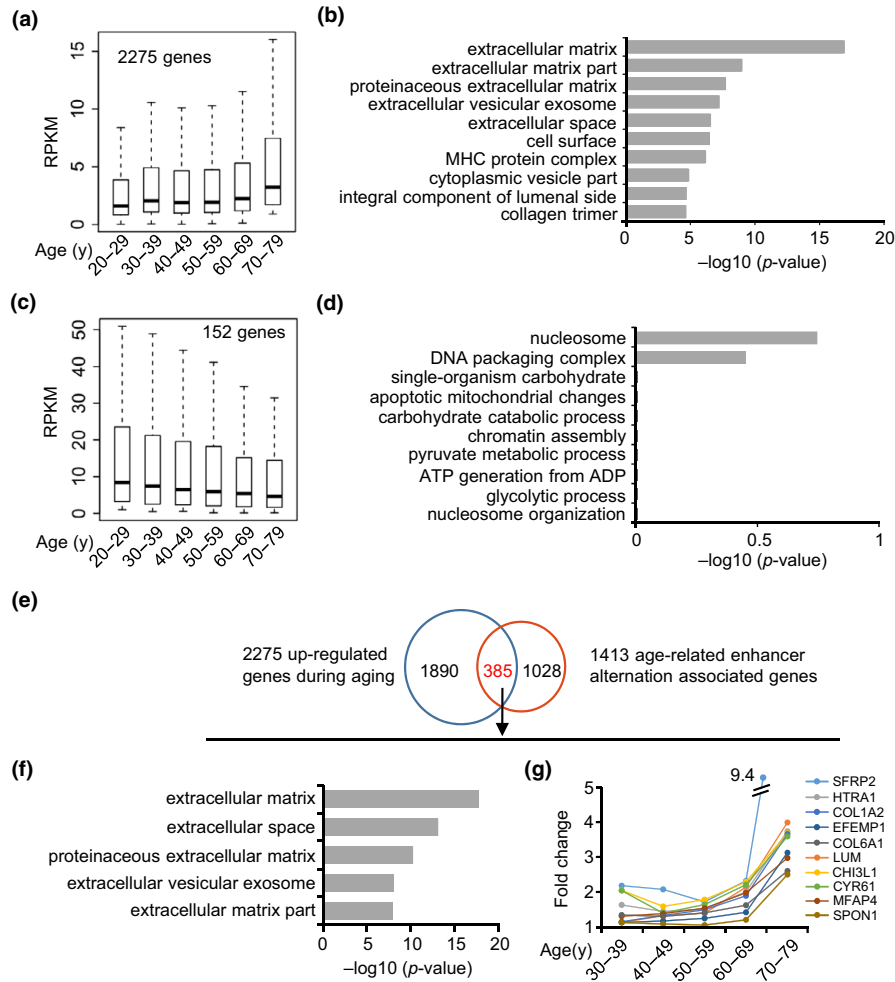 (a)
2275 genes
RPKM
15
10
5
0
Age (y)
20–29
30–39
40–49
50–59
60–69
70–79
(b)
extracellular matrix
extracellular matrix part
proteinaceous extracellular matrix
extracellular vesicular exosome
extracellular space
cell surface
MHC protein complex
cytoplasmic vesicle part
integral component of lumenal side
collagen trimer
0 5 10 15 20
–log10 (p-value)
(c)
152 genes
RPKM
50
40
30
20
10
0
Age (y)
20–29
30–39
40–49
50–59
60–69
70–79
(d)
nucleosome
DNA packaging complex
single-organism carbohydrate
apoptotic mitochondrial changes
carbohydrate catabolic process
chromatin assembly
pyruvate metabolic process
ATP generation from ADP
glycolytic process
nucleosome organization
0 0.5 1
–log10 (p-value)
(e)
2275 up-regulated
genes during aging
1890 385 1028
1413 age-related enhancer
alternation associated genes
(f)
extracellular matrix
extracellular space
proteinaceous extracellular matrix
extracellular vesicular exosome
extracellular matrix part
0 5 10 15 20
–log10 (p-value)
(g)
9.4
Fold change
5
4
3
2
1
Age(y)
30–39
40–49
50–59
60–69
70–79
SFRP2
HTRA1
COL1A2
EFEMP1
COL6A1
LUM
CHI3L1
CYR61
MFAP4
SPON1